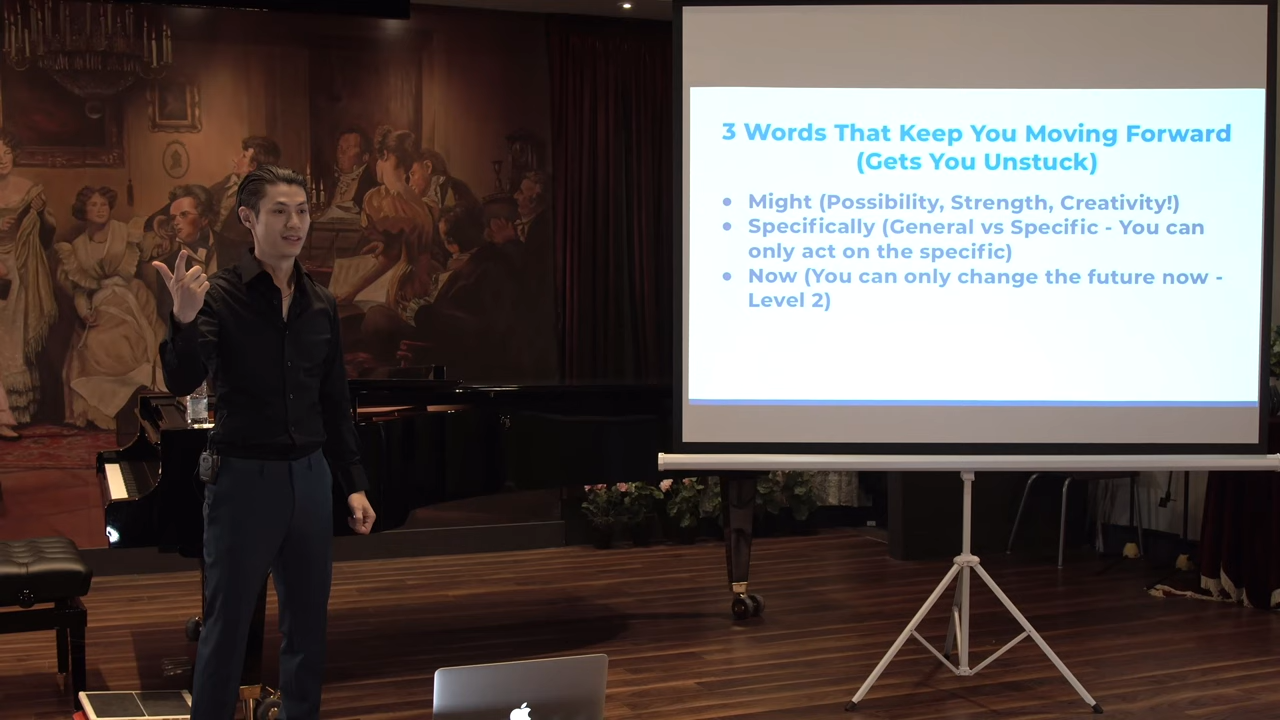 3 Words That Keep You Moving Forward
(Gets You Unstuck)
● Might (Possibility, Strength, Creativity!)
● Specifically (General vs Specific - You can
only act on the specific)
● Now (You can only change the future now -
Level 2)